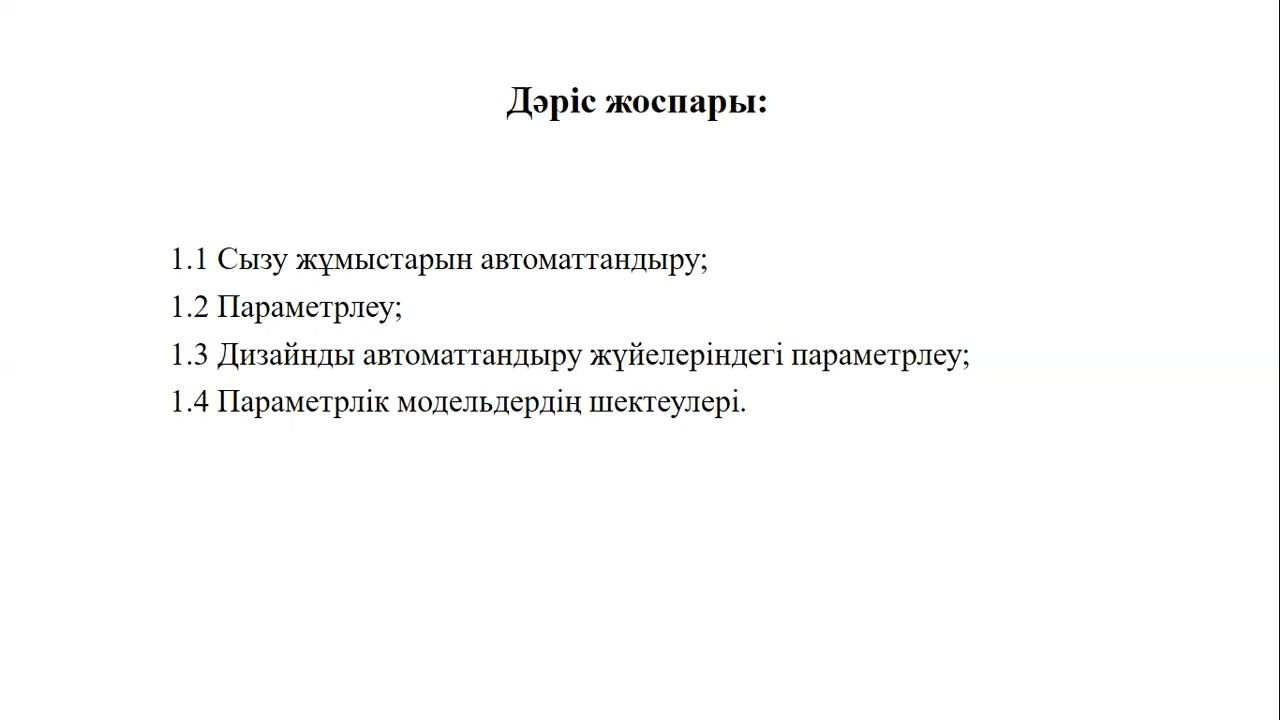 Дәріс жоспары:
1.1 Сызу жұмыстарын автоматтандыру;
1.2 Параметрлеу;
1.3 Дизайнды автоматтандыру жүйелеріндегі параметрлеу;
1.4 Параметрлік модельдердің шектеулері.